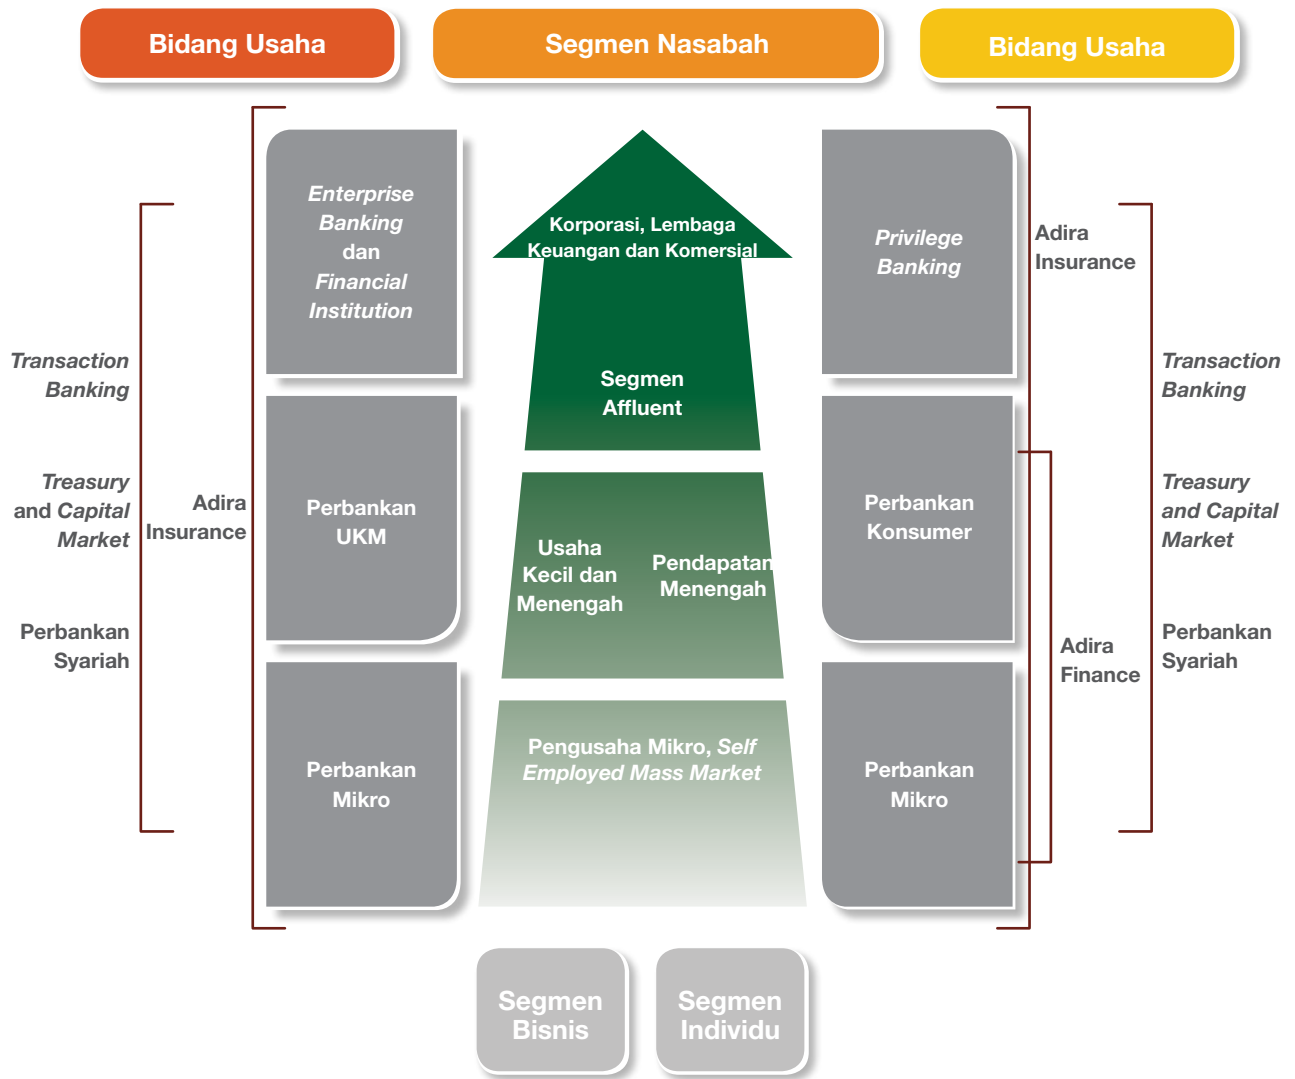 Bidang Usaha
Segmen Nasabah
Bidang Usaha
Transaction
Banking
Treasury
and Capital
Market
Perbankan
Syariah
Adira
Insurance
Enterprise
Banking
dan
Financial
Institution
Perbankan
UKM
Perbankan
Mikro
Korporasi, Lembaga
Keuangan dan Komersial
Segmen
Affluent
Usaha
Kecil dan
Menengah
Pendapatan
Menengah
Pengusaha Mikro, Self
Employed Mass Market
Privilege
Banking
Perbankan
Konsumer
Perbankan
Mikro
Adira
Insurance
Adira
Finance
Transaction
Banking
Treasury
and Capital
Market
Perbankan
Syariah
Segmen
Bisnis
Segmen
Individu